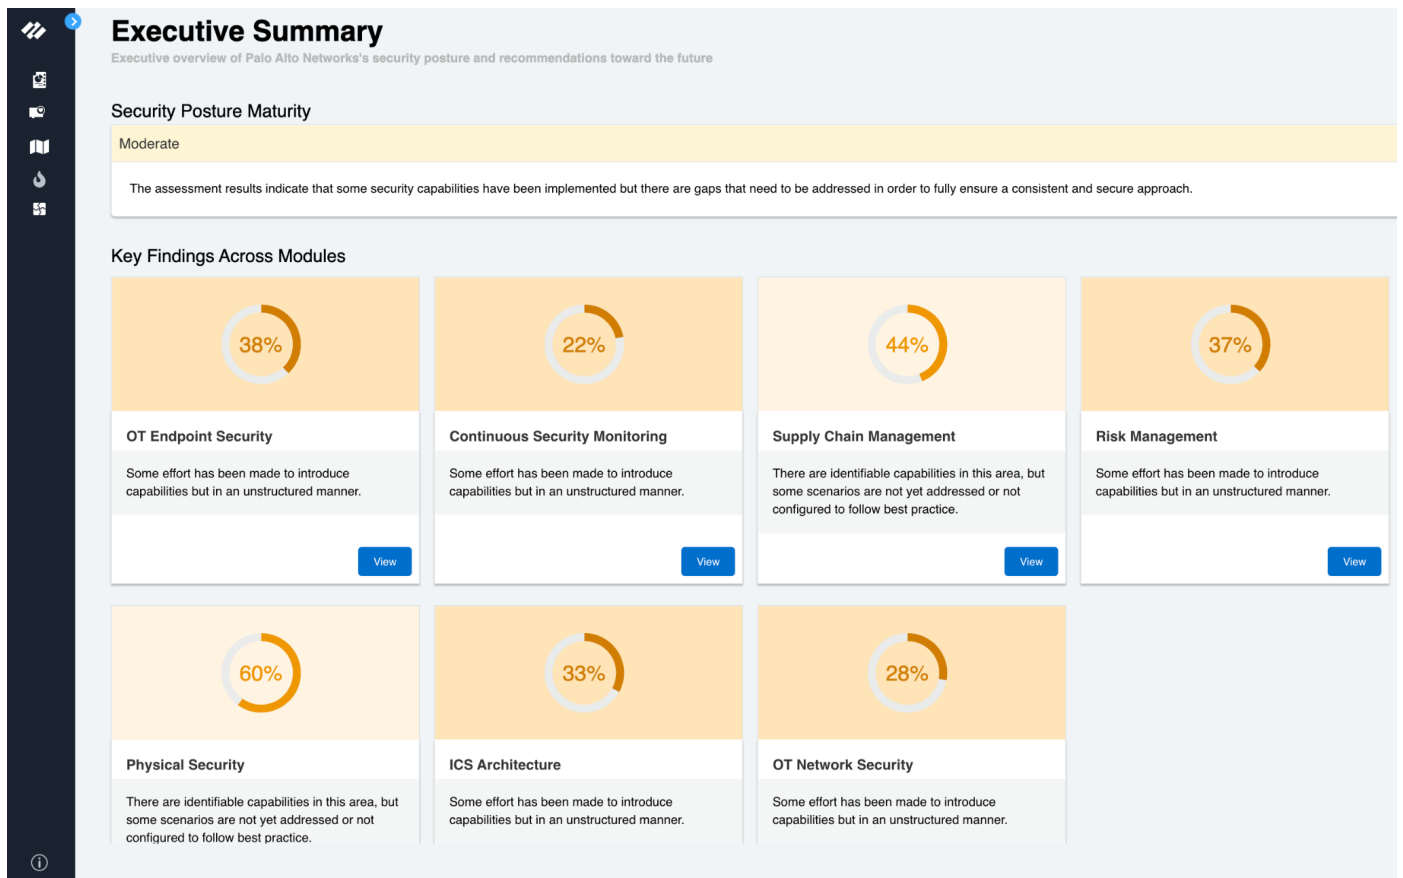 Executive Summary
Executive overview of Palo Alto Networks's security posture and recommendations toward the future
Security Posture Maturity
Moderate
The assessment results indicate that some security capabilities have been implemented but there are gaps that need to be addressed in order to fully ensure a consistent and secure approach.
Key Findings Across Modules
38%
OT Endpoint Security
Some effort has been made to introduce
capabilities but in an unstructured manner.
View
22%
Continuous Security Monitoring
Some effort has been made to introduce
capabilities but in an unstructured manner.
View
44%
Supply Chain Management
There are identifiable capabilities in this area, but
some scenarios are not yet addressed or not
configured to follow best practice.
View
37%
Risk Management
Some effort has been made to introduce
capabilities but in an unstructured manner.
View
60%
Physical Security
There are identifiable capabilities in this area, but
some scenarios are not yet addressed or not
configured to follow best practice.
33%
ICS Architecture
Some effort has been made to introduce
capabilities but in an unstructured manner.
28%
OT Network Security
Some effort has been made to introduce
capabilities but in an unstructured manner.